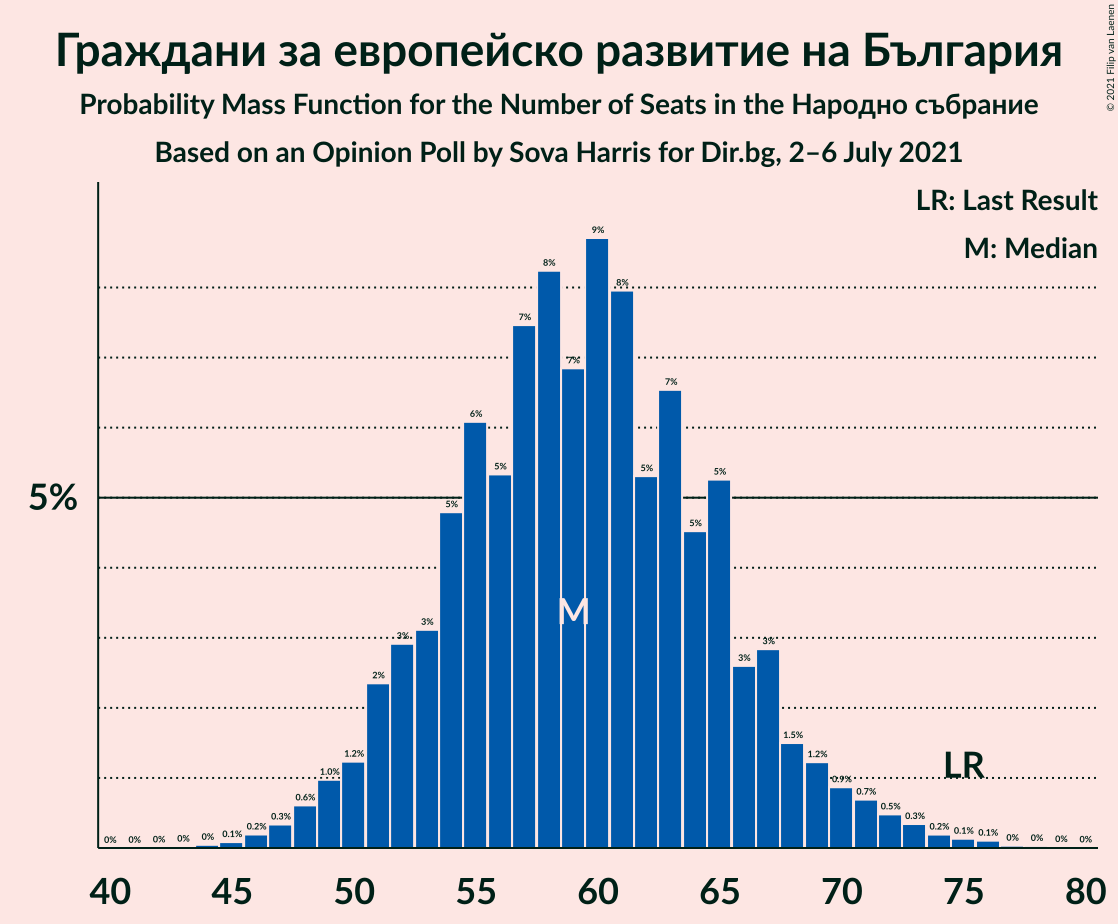 Граждани за европейско развитие на България
Probability Mass Function for the Number of Seats in the Народно събрание
Based on an Opinion Poll by Sova Harris for Dir.bg, 2–6 July 2021
© 2021 Filip van Laenen
LR: Last Result
M: Median
5%
0% 0% 0% 0% 0% 0.1% 0.2% 0.3% 0.6% 1.0% 1.2% 2% 3% 3% 5% 6% 5% 7% 8% 7% 9% 8% 5% 7% 5% 5% 3% 3% 1.5% 1.2% 0.9% 0.7% 0.5% 0.3% 0.2% 0.1% 0.1% 0% 0% 0% 0%
M
LR
40 45 50 55 60 65 70 75 80